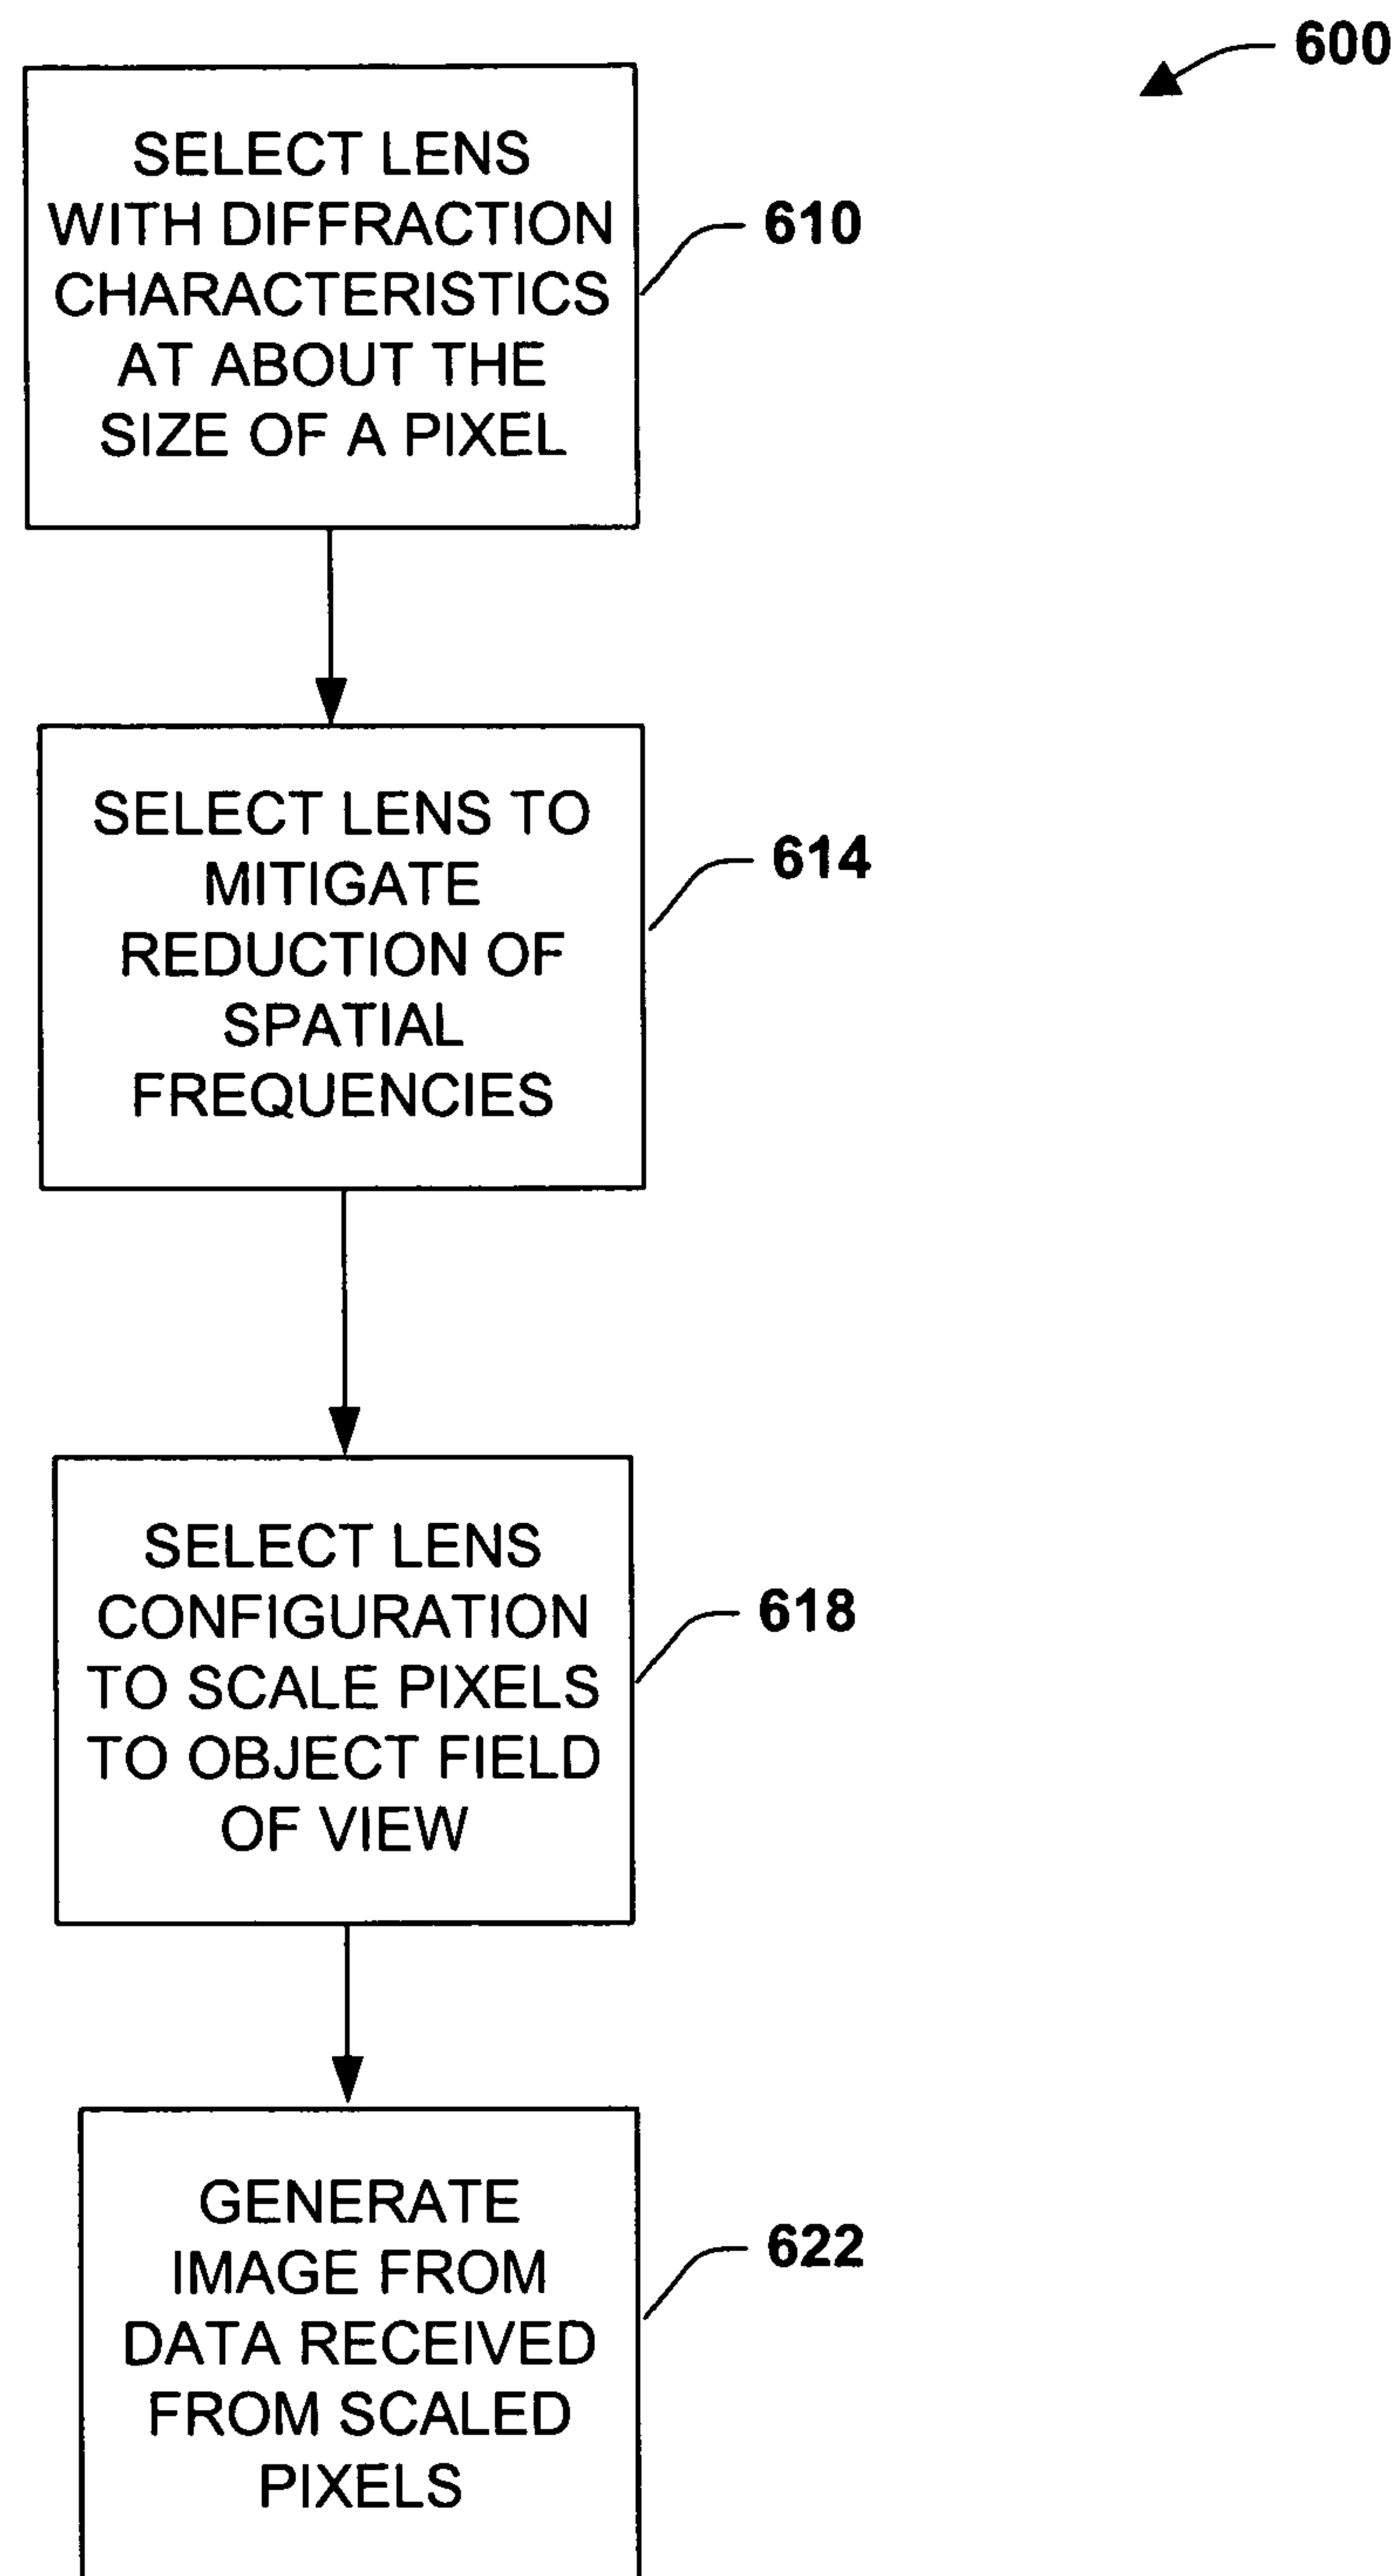 600
SELECT LENS
WITH DIFFRACTION
CHARACTERISTICS
AT ABOUT THE
SIZE OF A PIXEL
610
SELECT LENS TO
MITIGATE
REDUCTION OF
SPATIAL
FREQUENCIES
614
SELECT LENS
CONFIGURATION
TO SCALE PIXELS
TO OBJECT FIELD
OF VIEW
618
GENERATE
IMAGE FROM
DATA RECEIVED
FROM SCALED
PIXELS
622